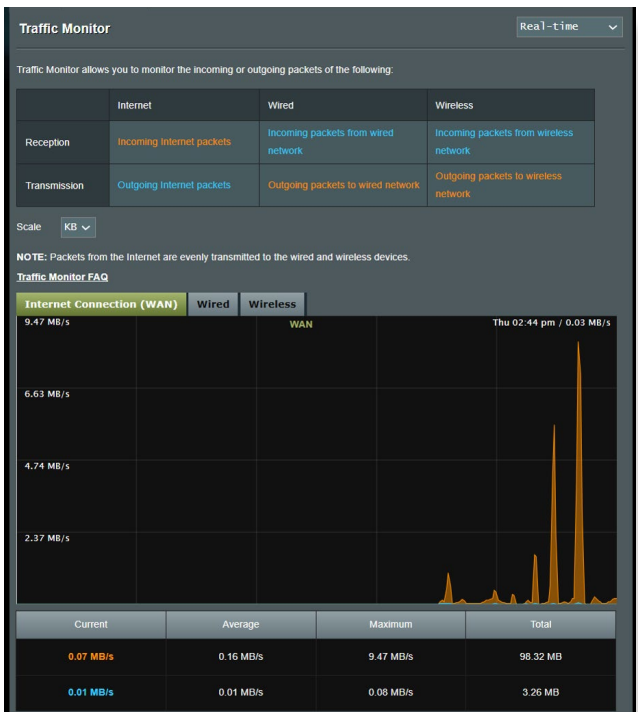 Traffic Monitor
Real-time
Traffic Monitor allows you to monitor the incoming or outgoing packets of the following:
Internet Wired Wireless
Reception Incoming Internet packets Incoming packets from wired network Incoming packets from wireless network
Transmission Outgoing Internet packets Outgoing packets to wired network Outgoing packets to wireless network
Scale KB
NOTE: Packets from the Internet are evenly transmitted to the wired and wireless devices.
Traffic Monitor FAQ
Internet Connection (WAN) Wired Wireless
9.47 MB/s WAN Thu 02:44 pm / 0.03 MB/s
6.63 MB/s
4.74 MB/s
2.37 MB/s
Current Average Maximum Total
0.07 MB/s 0.16 MB/s 9.47 MB/s 98.32 MB
0.01 MB/s 0.01 MB/s 0.08 MB/s 3.26 MB